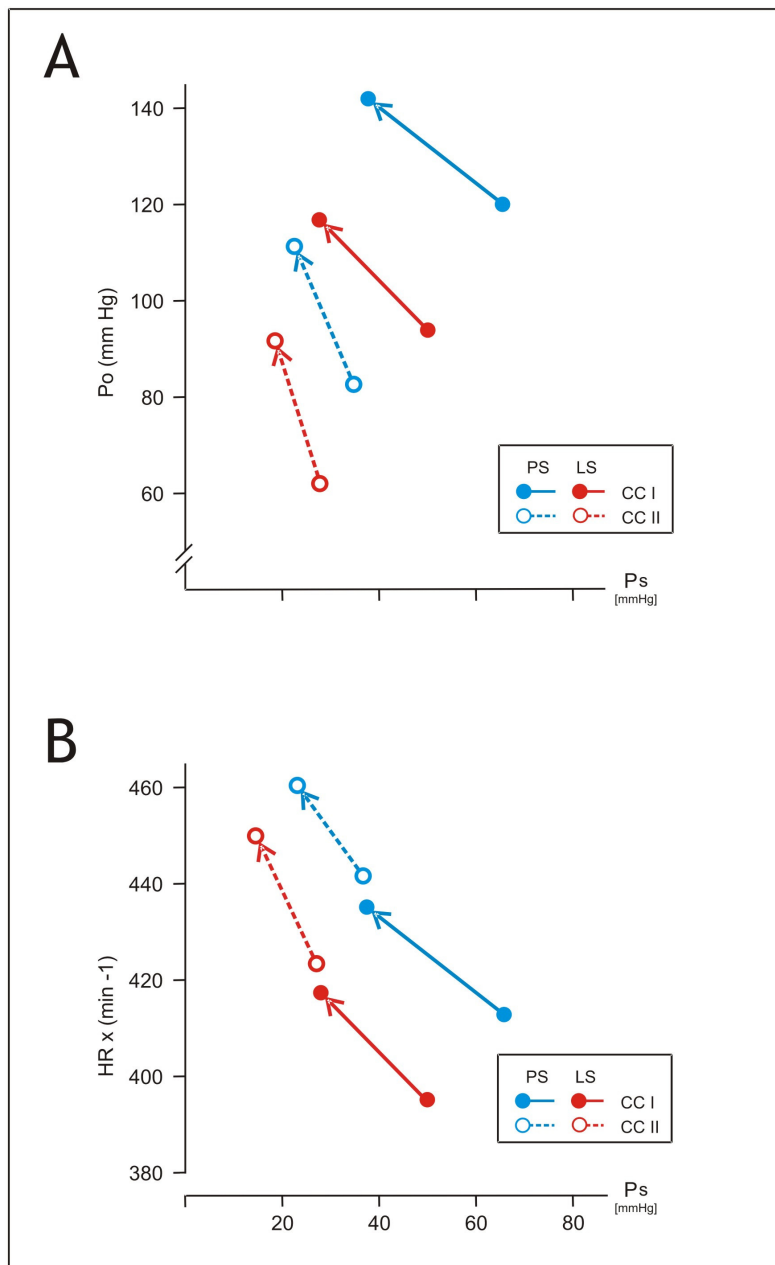 A
140
120
100
80
60
Po (mm Hg)
PS LS
CC I
CC II
Ps
[mmHg]
B
460
440
420
400
380
HR x (min -1)
PS LS
CC I
CC II
Ps
[mmHg]
20 40 60 80